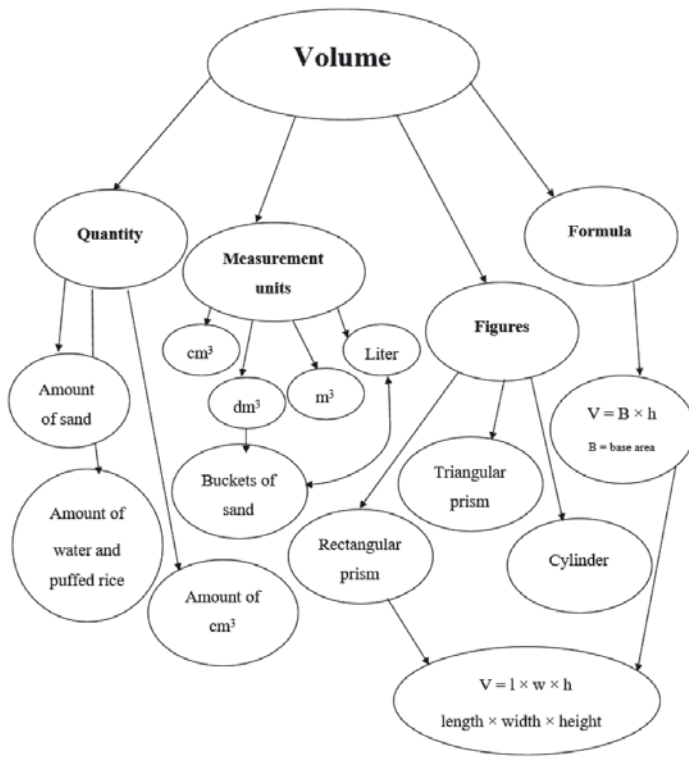 Volume
Quantity
Measurement
units
Figures
Formula
cm³
dm³
m³
Liter
Buckets of
sand
Amount
of sand
Amount of
water and
puffed rice
Amount of
cm³
Triangular
prism
Rectangular
prism
Cylinder
V = B × h
B = base area
V = l × w × h
length × width × height